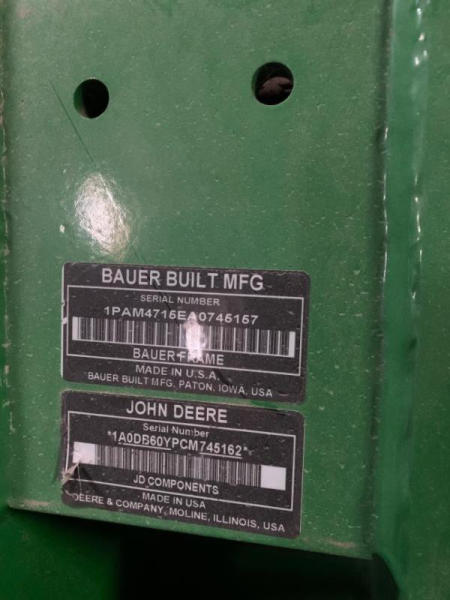 BAUER BUILT MFG
SERIAL NUMBER
1PAM4715EA0745157
BAUER FRAME
MADE IN U.S.A.
BAUER BUILT MFG, PATON, IOWA, USA
JOHN DEERE
Serial Number
*1A0DB60YPCM745162*
JD COMPONENTS
MADE IN USA
DEERE & COMPANY, MOLINE, ILLINOIS, USA